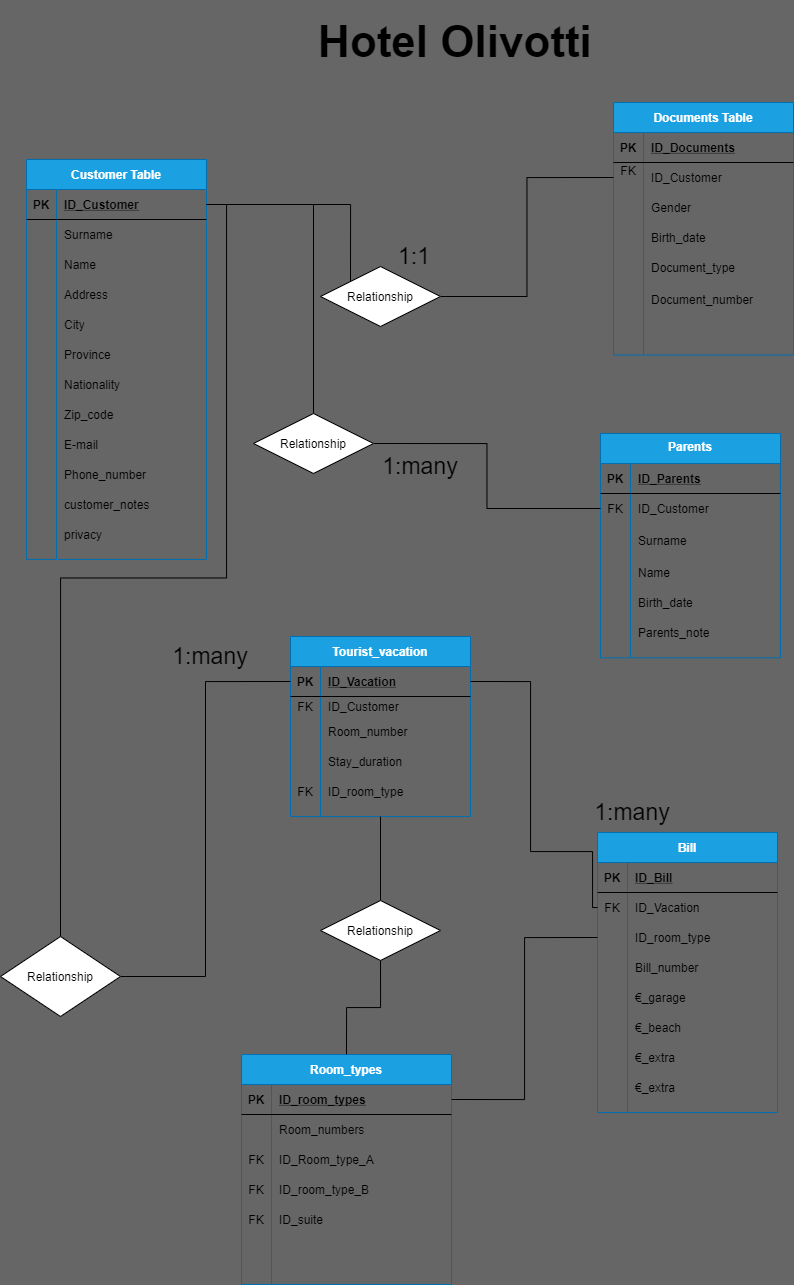 Hotel Olivotti
Documents Table
PK ID_Documents
FK ID_Customer
Gender
Birth_date
Document_type
Document_number
Customer Table
PK ID_Customer
Surname
Name
Address
City
Province
Nationality
Zip_code
E-mail
Phone_number
customer_notes
privacy
1:1
Relationship
Relationship
1:many
Parents
PK ID_Parents
FK ID_Customer
Surname
Name
Birth_date
Parents_note
1:many
Tourist_vacation
PK ID_Vacation
FK ID_Customer
Room_number
Stay_duration
FK ID_room_type
1:many
Bill
PK ID_Bill
FK ID_Vacation
ID_room_type
Bill_number
€_garage
€_beach
€_extra
€_extra
Relationship
Relationship
Room_types
PK ID_room_types
Room_numbers
FK ID_Room_type_A
FK ID_room_type_B
FK ID_suite